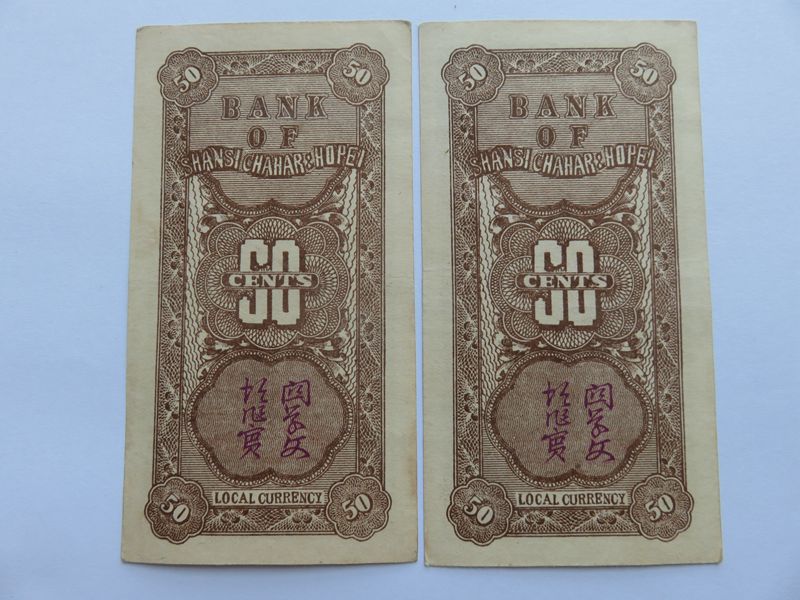 50 50
BANK
OF
SHANSI CHAHAR & HOPEI
50
CENTS
LOCAL CURRENCY
50 50
50 50
BANK
OF
SHANSI CHAHAR & HOPEI
50
CENTS
LOCAL CURRENCY
50 50